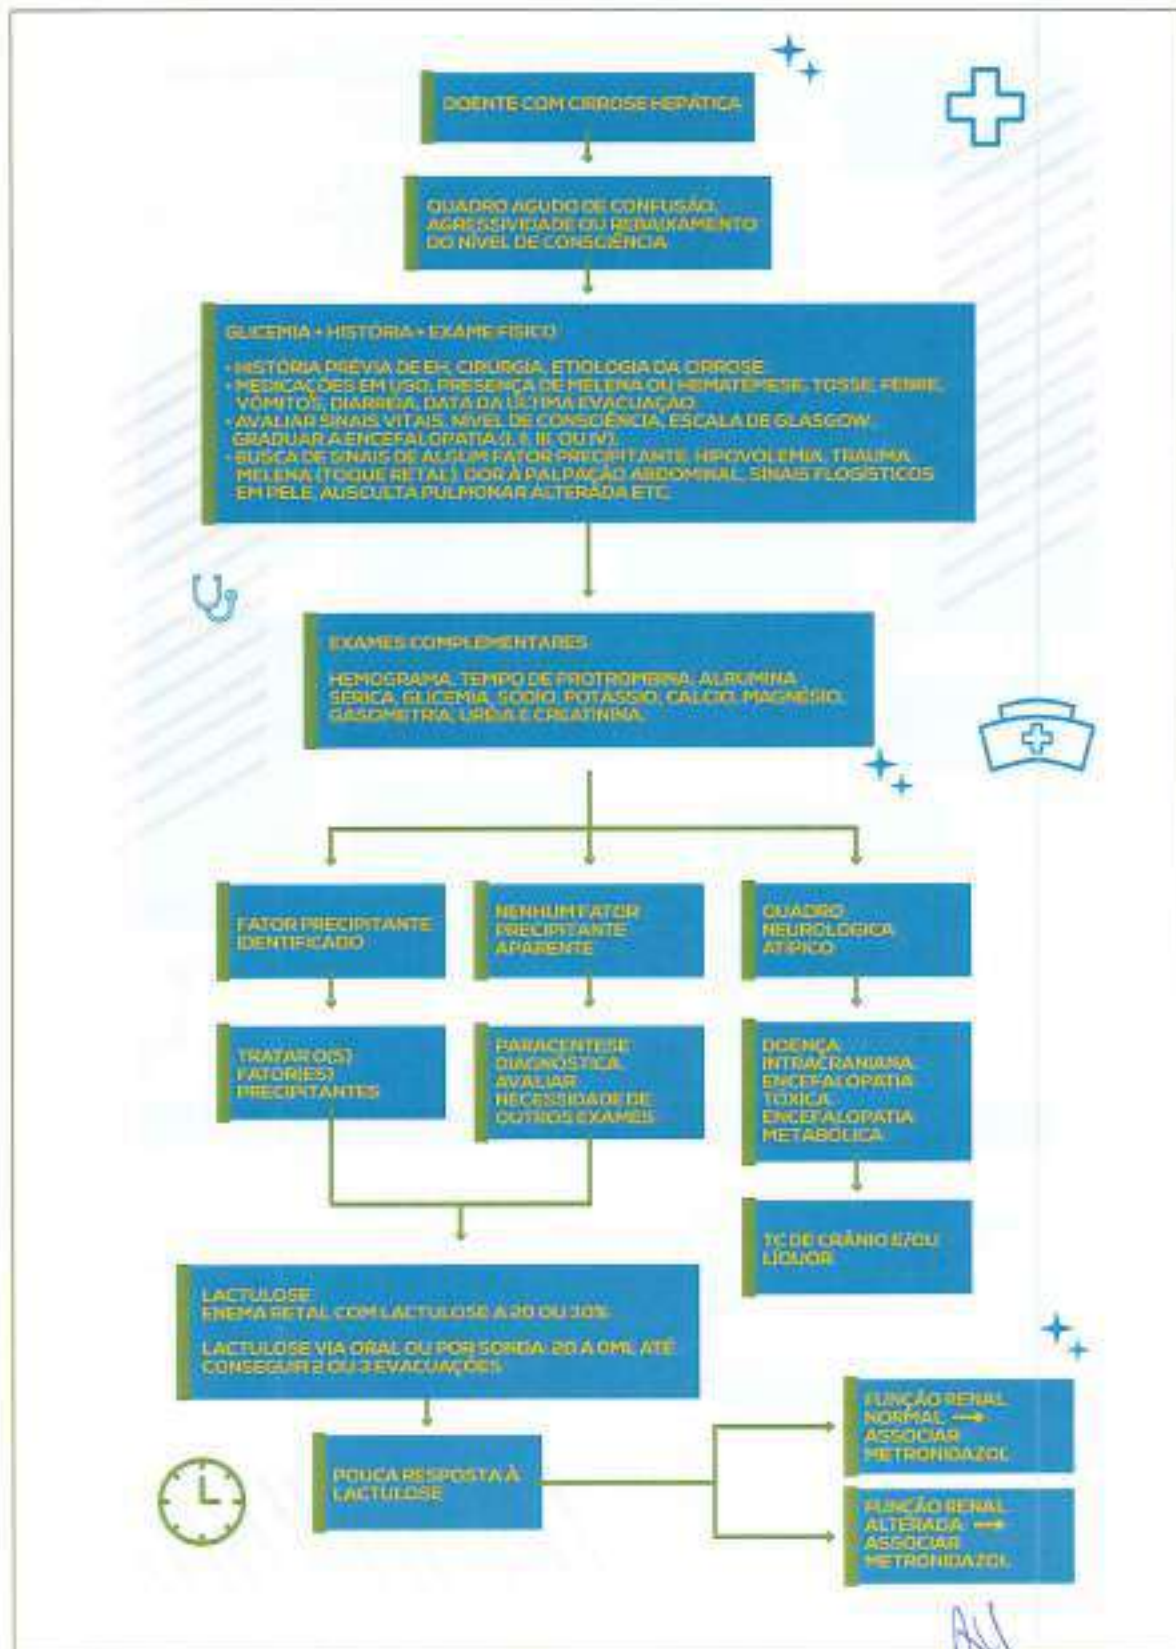 DOENTE COM CIRROSE HEPÁTICA
QUADRO AGUDO DE CONFUSÃO,
AGRESSIVIDADE OU REBAIXAMENTO
DO NÍVEL DE CONSCIÊNCIA
GLICEMIA + HISTÓRIA + EXAME FÍSICO
• HISTÓRIA PRÉVIA DE EH, CIRURGIA, ETIOLOGIA DA CIRROSE.
• MEDICAÇÕES EM USO, PRESENÇA DE MELENA OU HEMATÊMESE, TOSSE, FEBRE,
VÔMITOS, DIARREIA, DATA DA ÚLTIMA EVACUAÇÃO.
• AVALIAR SINAIS VITAIS, NÍVEL DE CONSCIÊNCIA, ESCALA DE GLASGOW.
GRADUAR A ENCEFALOPATIA (I, II, III, OU IV).
• BUSCA DE SINAIS DE ALGUM FATOR PRECIPITANTE, HIPOVOLEMIA, TRAUMA,
MELENA (TOQUE RETAL), DOR À PALPAÇÃO ABDOMINAL, SINAIS FLOGÍSTICOS
EM PELE, AUSCULTA PULMONAR ALTERADA ETC.
EXAMES COMPLEMENTARES
HEMOGRAMA, TEMPO DE PROTROMBINA, ALBUMINA
SÉRICA, GLICEMIA, SÓDIO, POTÁSSIO, CÁLCIO, MAGNÉSIO,
GASOMETRIA, UREIA E CREATININA.
FATOR PRECIPITANTE
IDENTIFICADO
NENHUM FATOR
PRECIPITANTE
APARENTE
QUADRO
NEUROLÓGICA
ATÍPICO
TRATAR O(S)
FATOR(ES)
PRECIPITANTES
PARACENTESE
DIAGNÓSTICA.
AVALIAR
NECESSIDADE DE
OUTROS EXAMES
DOENÇA
INTRACRANIANA,
ENCEFALOPATIA
TÓXICA,
ENCEFALOPATIA
METABÓLICA
TC DE CRÂNIO E/OU
LÍQUOR
LACTULOSE
ENEMA RETAL COM LACTULOSE A 20 OU 30%
LACTULOSE VIA ORAL OU POR SONDA: 20 A 0ML ATÉ
CONSEGUIR 2 OU 3 EVACUAÇÕES
POUCA RESPOSTA À
LACTULOSE
FUNÇÃO RENAL
NORMAL →
ASSOCIAR
METRONIDAZOL
FUNÇÃO RENAL
ALTERADA →
ASSOCIAR
METRONIDAZOL